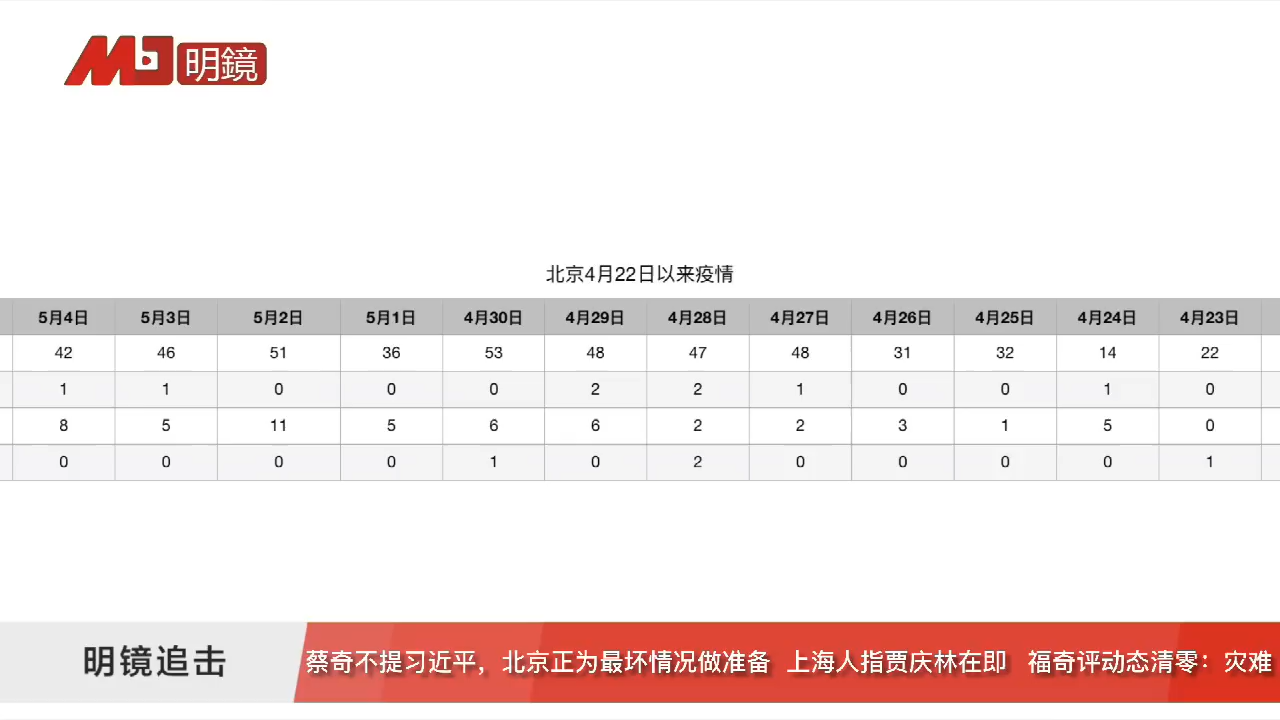 明鏡
北京4月22日以来疫情
5月4日 5月3日 5月2日 5月1日 4月30日 4月29日 4月28日 4月27日 4月26日 4月25日 4月24日 4月23日
42 46 51 36 53 48 47 48 31 32 14 22
1 1 0 0 0 2 2 1 0 0 1 0
8 5 11 5 6 6 2 2 3 1 5 0
0 0 0 0 1 0 2 0 0 0 0 1
明镜追击 蔡奇不提习近平，北京正为最坏情况做准备 上海人指贾庆林在即 福奇评动态清零：灾难